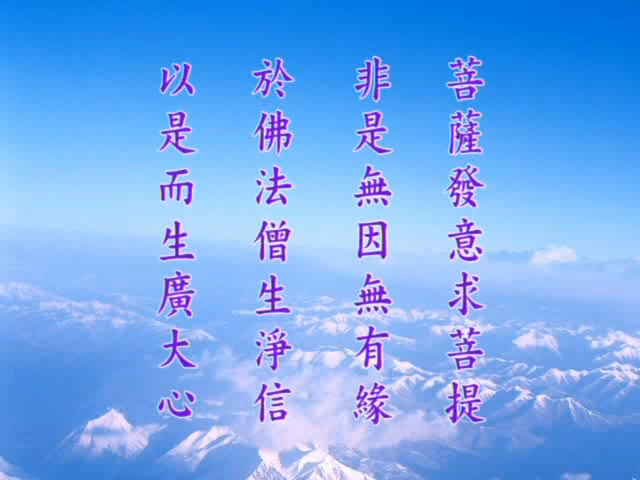 菩薩發意求菩提
非是無因無有緣
於佛法僧生淨信
以是而生廣大心